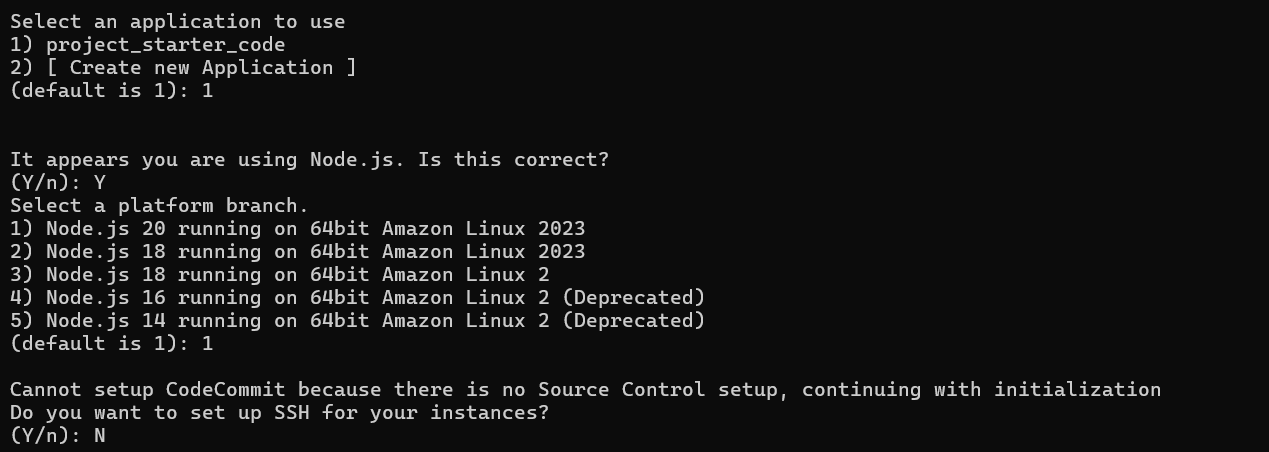 Select an application to use
1) project_starter_code
2) [ Create new Application ]
(default is 1): 1
It appears you are using Node.js. Is this correct?
(Y/n): Y
Select a platform branch.
1) Node.js 20 running on 64bit Amazon Linux 2023
2) Node.js 18 running on 64bit Amazon Linux 2023
3) Node.js 18 running on 64bit Amazon Linux 2
4) Node.js 16 running on 64bit Amazon Linux 2 (Deprecated)
5) Node.js 14 running on 64bit Amazon Linux 2 (Deprecated)
(default is 1): 1
Cannot setup CodeCommit because there is no Source Control setup, continuing with initialization
Do you want to set up SSH for your instances?
(Y/n): N